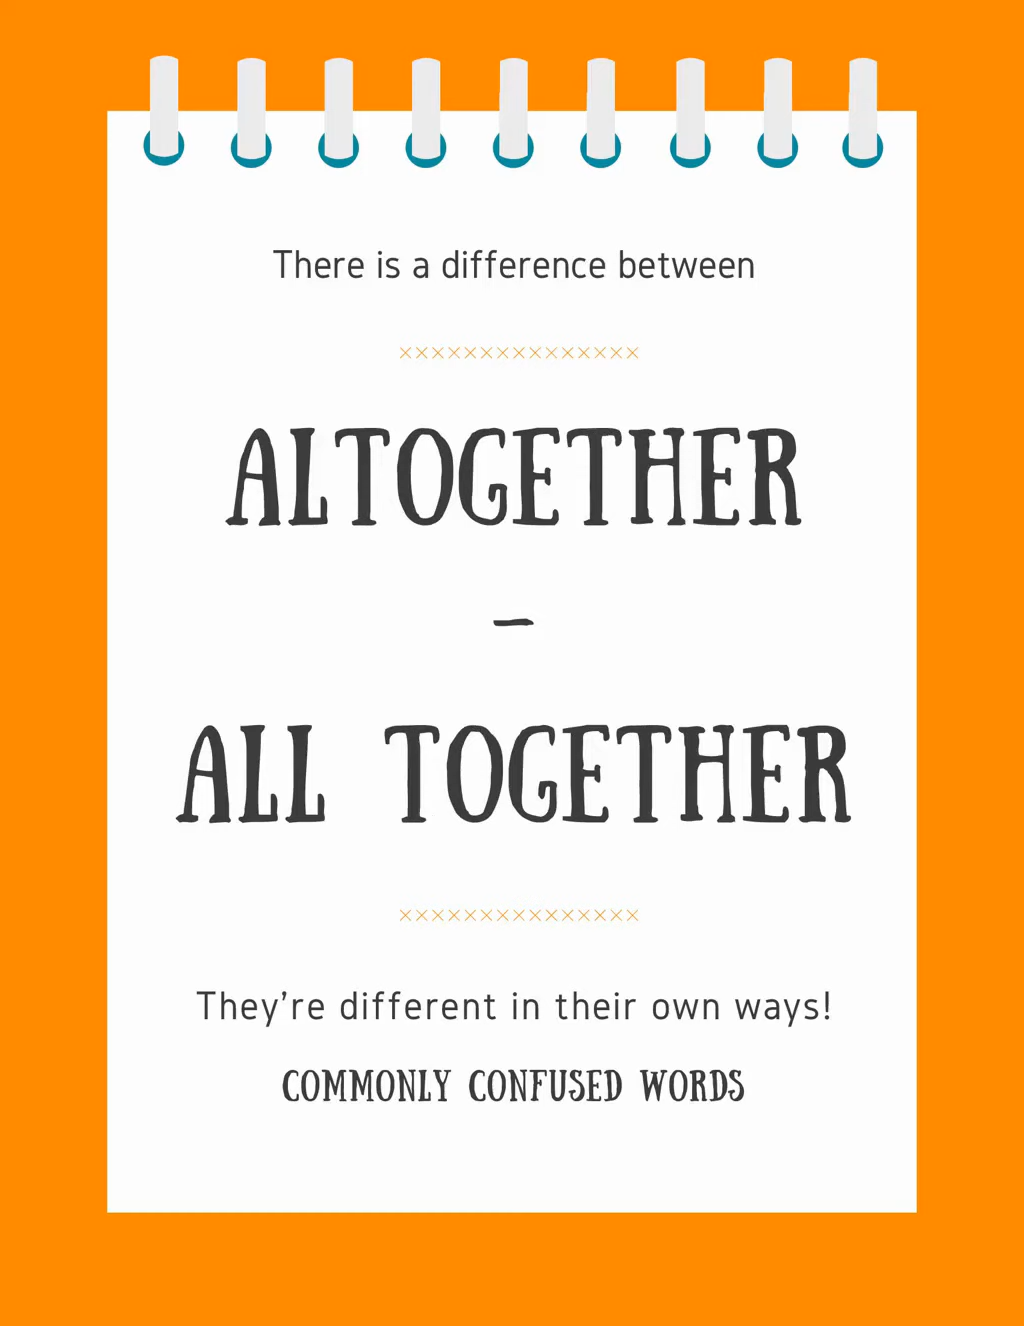 There is a difference between
××××××××××××××× 
ALTOGETHER
–
ALL TOGETHER
×××××××××××××××
They’re different in their own ways!
COMMONLY CONFUSED WORDS